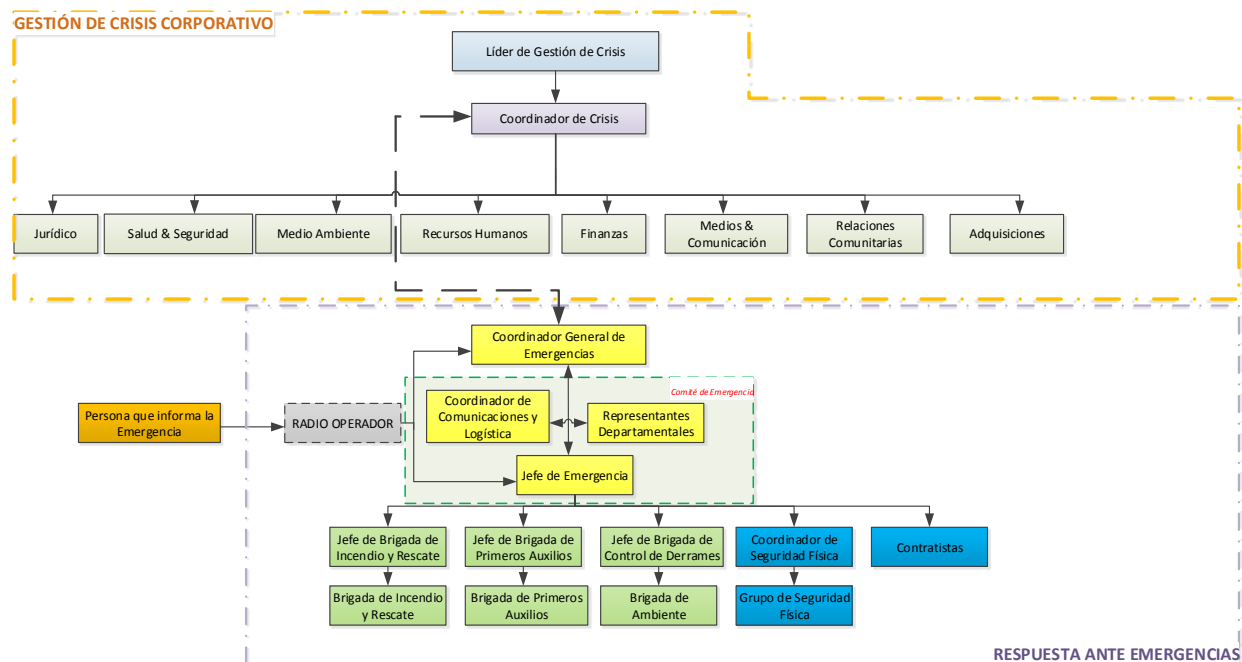 GESTIÓN DE CRISIS CORPORATIVO
Líder de Gestión de Crisis
Coordinador de Crisis
Jurídico
Salud & Seguridad
Medio Ambiente
Recursos Humanos
Finanzas
Medios &
Comunicación
Relaciones
Comunitarias
Adquisiciones
Coordinador General de
Emergencias
Comité de Emergencia
Persona que informa la
Emergencia
RADIO OPERADOR
Coordinador de
Comunicaciones y
Logística
Representantes
Departamentales
Jefe de Emergencia
Jefe de Brigada de
Incendio y Rescate
Jefe de Brigada de
Primeros Auxilios
Jefe de Brigada de
Control de Derrames
Coordinador de
Seguridad Física
Contratistas
Brigada de Incendio
y Rescate
Brigada de Primeros
Auxilios
Brigada de
Ambiente
Grupo de Seguridad
Física
RESPUESTA ANTE EMERGENCIAS